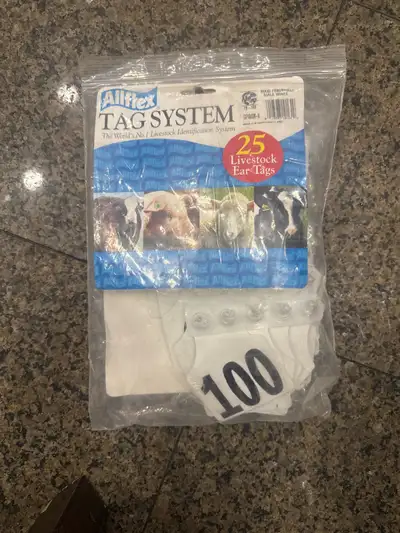 Allflex
TAG SYSTEM
The World's No.1 Livestock Identification System
25
Livestock
Ear Tags
100